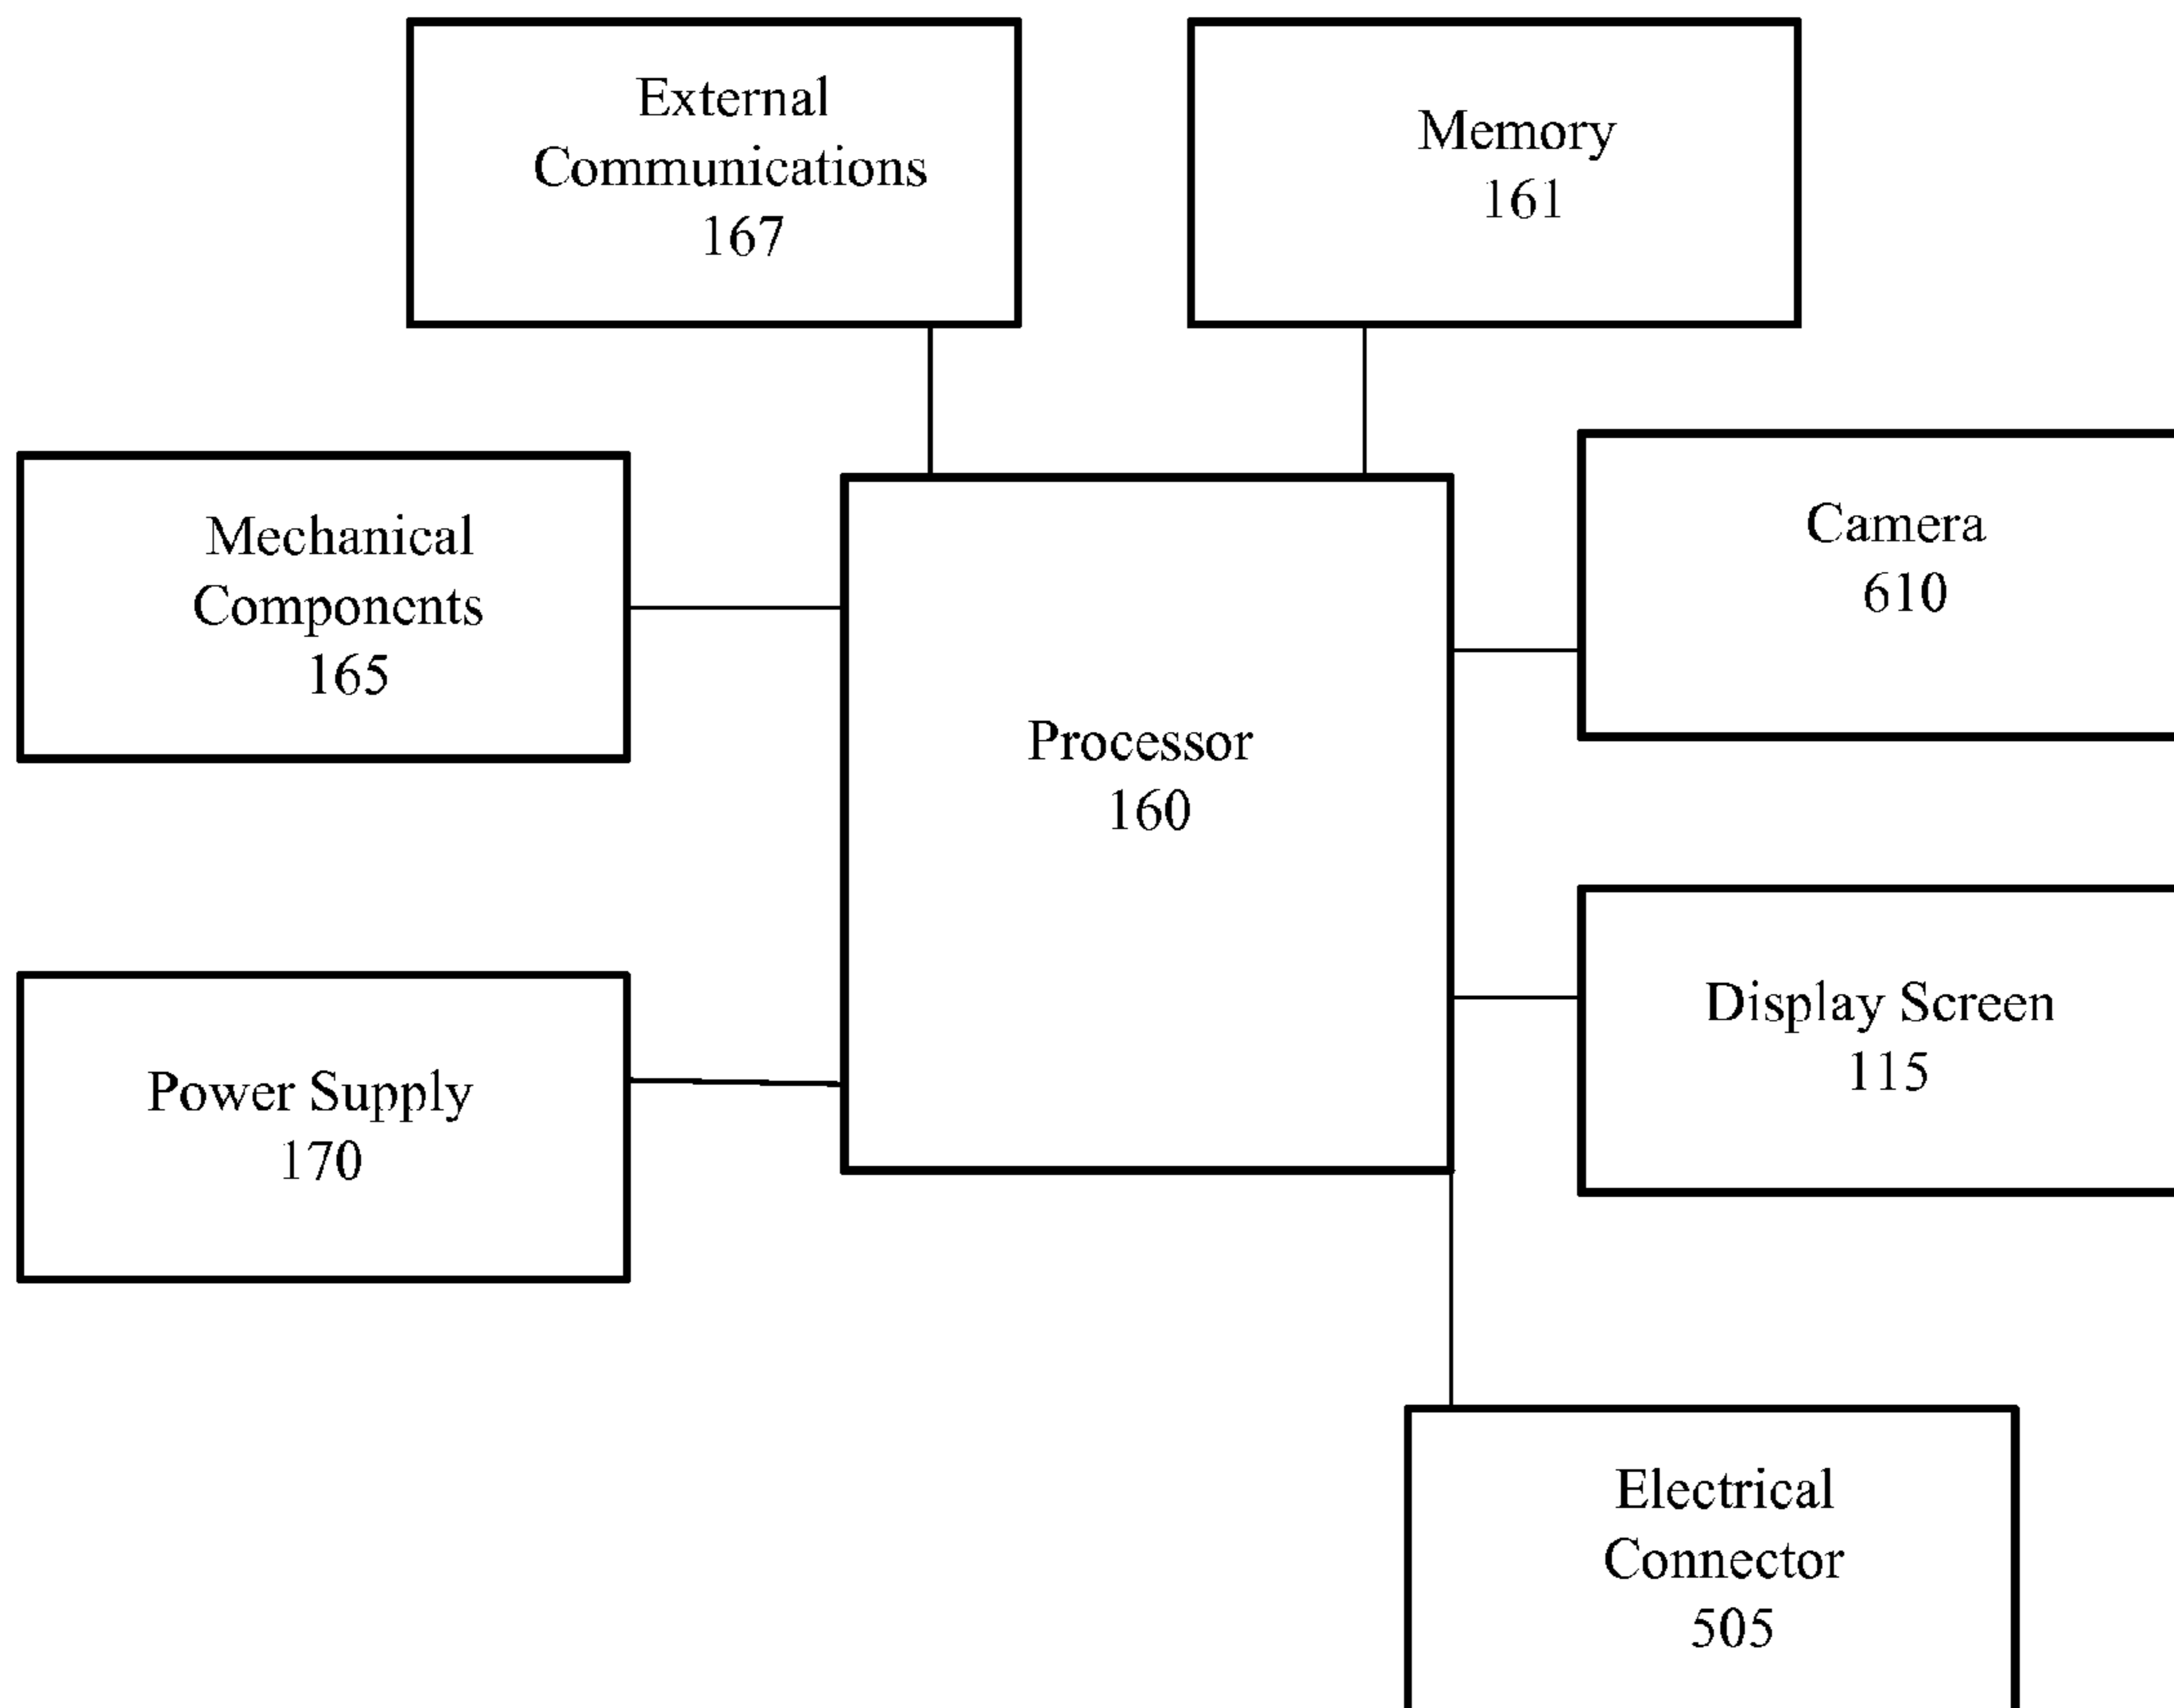 External
Communications
167
Memory
161
Mechanical
Components
165
Camera
610
Processor
160
Display Screen
115
Power Supply
170
Electrical
Connector
505